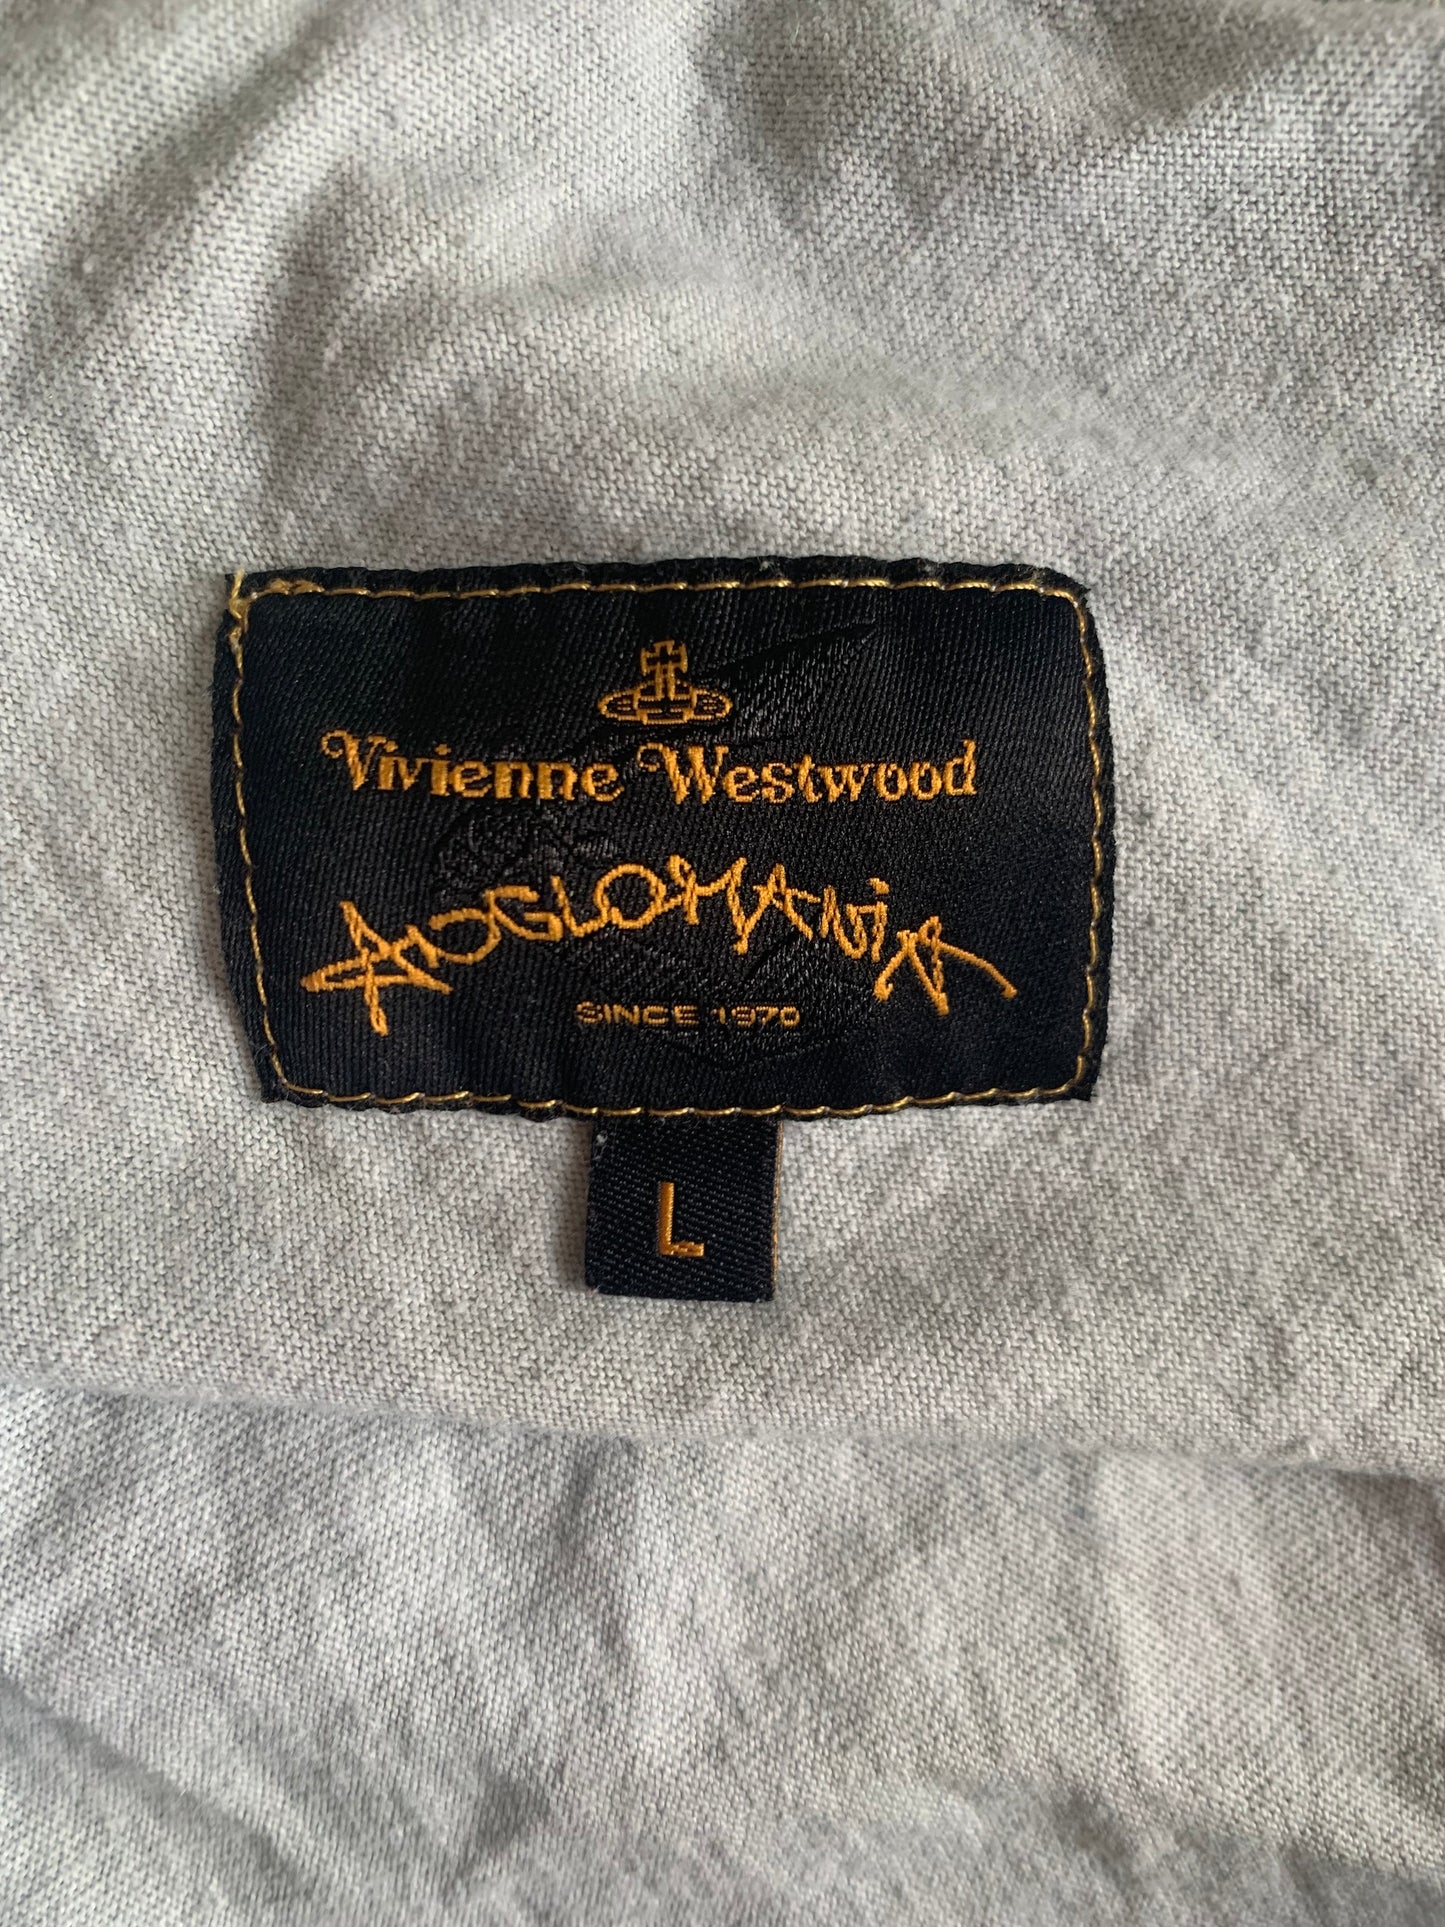 Vivienne Westwood
ANGLOMANIA
SINCE 1970
L